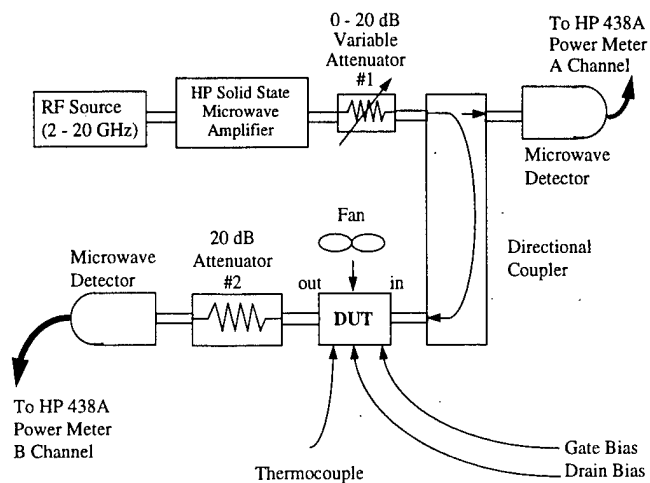 0 - 20 dB
Variable
Attenuator
#1
To HP 438A
Power Meter
A Channel
RF Source
(2 - 20 GHz)
HP Solid State
Microwave
Amplifier
Microwave
Detector
Fan
Directional
Coupler
Microwave
Detector
20 dB
Attenuator
#2
out
in
DUT
To HP 438A
Power Meter
B Channel
Thermocouple
Gate Bias
Drain Bias